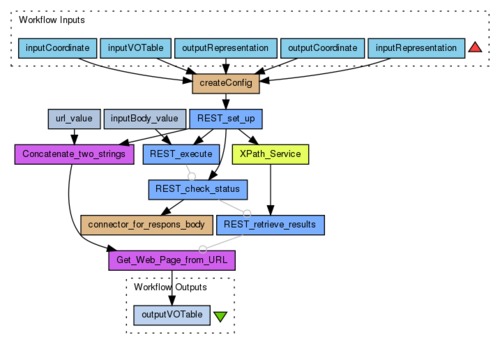 Workflow Inputs
inputCoordinate inputVOTable outputRepresentation outputCoordinate inputRepresentation
createConfig
url_value inputBody_value REST_set_up
Concatenate_two_strings REST_execute XPath_Service
REST_check_status
connector_for_respons_body REST_retrieve_results
Get_Web_Page_from_URL
Workflow Outputs
outputVOTable